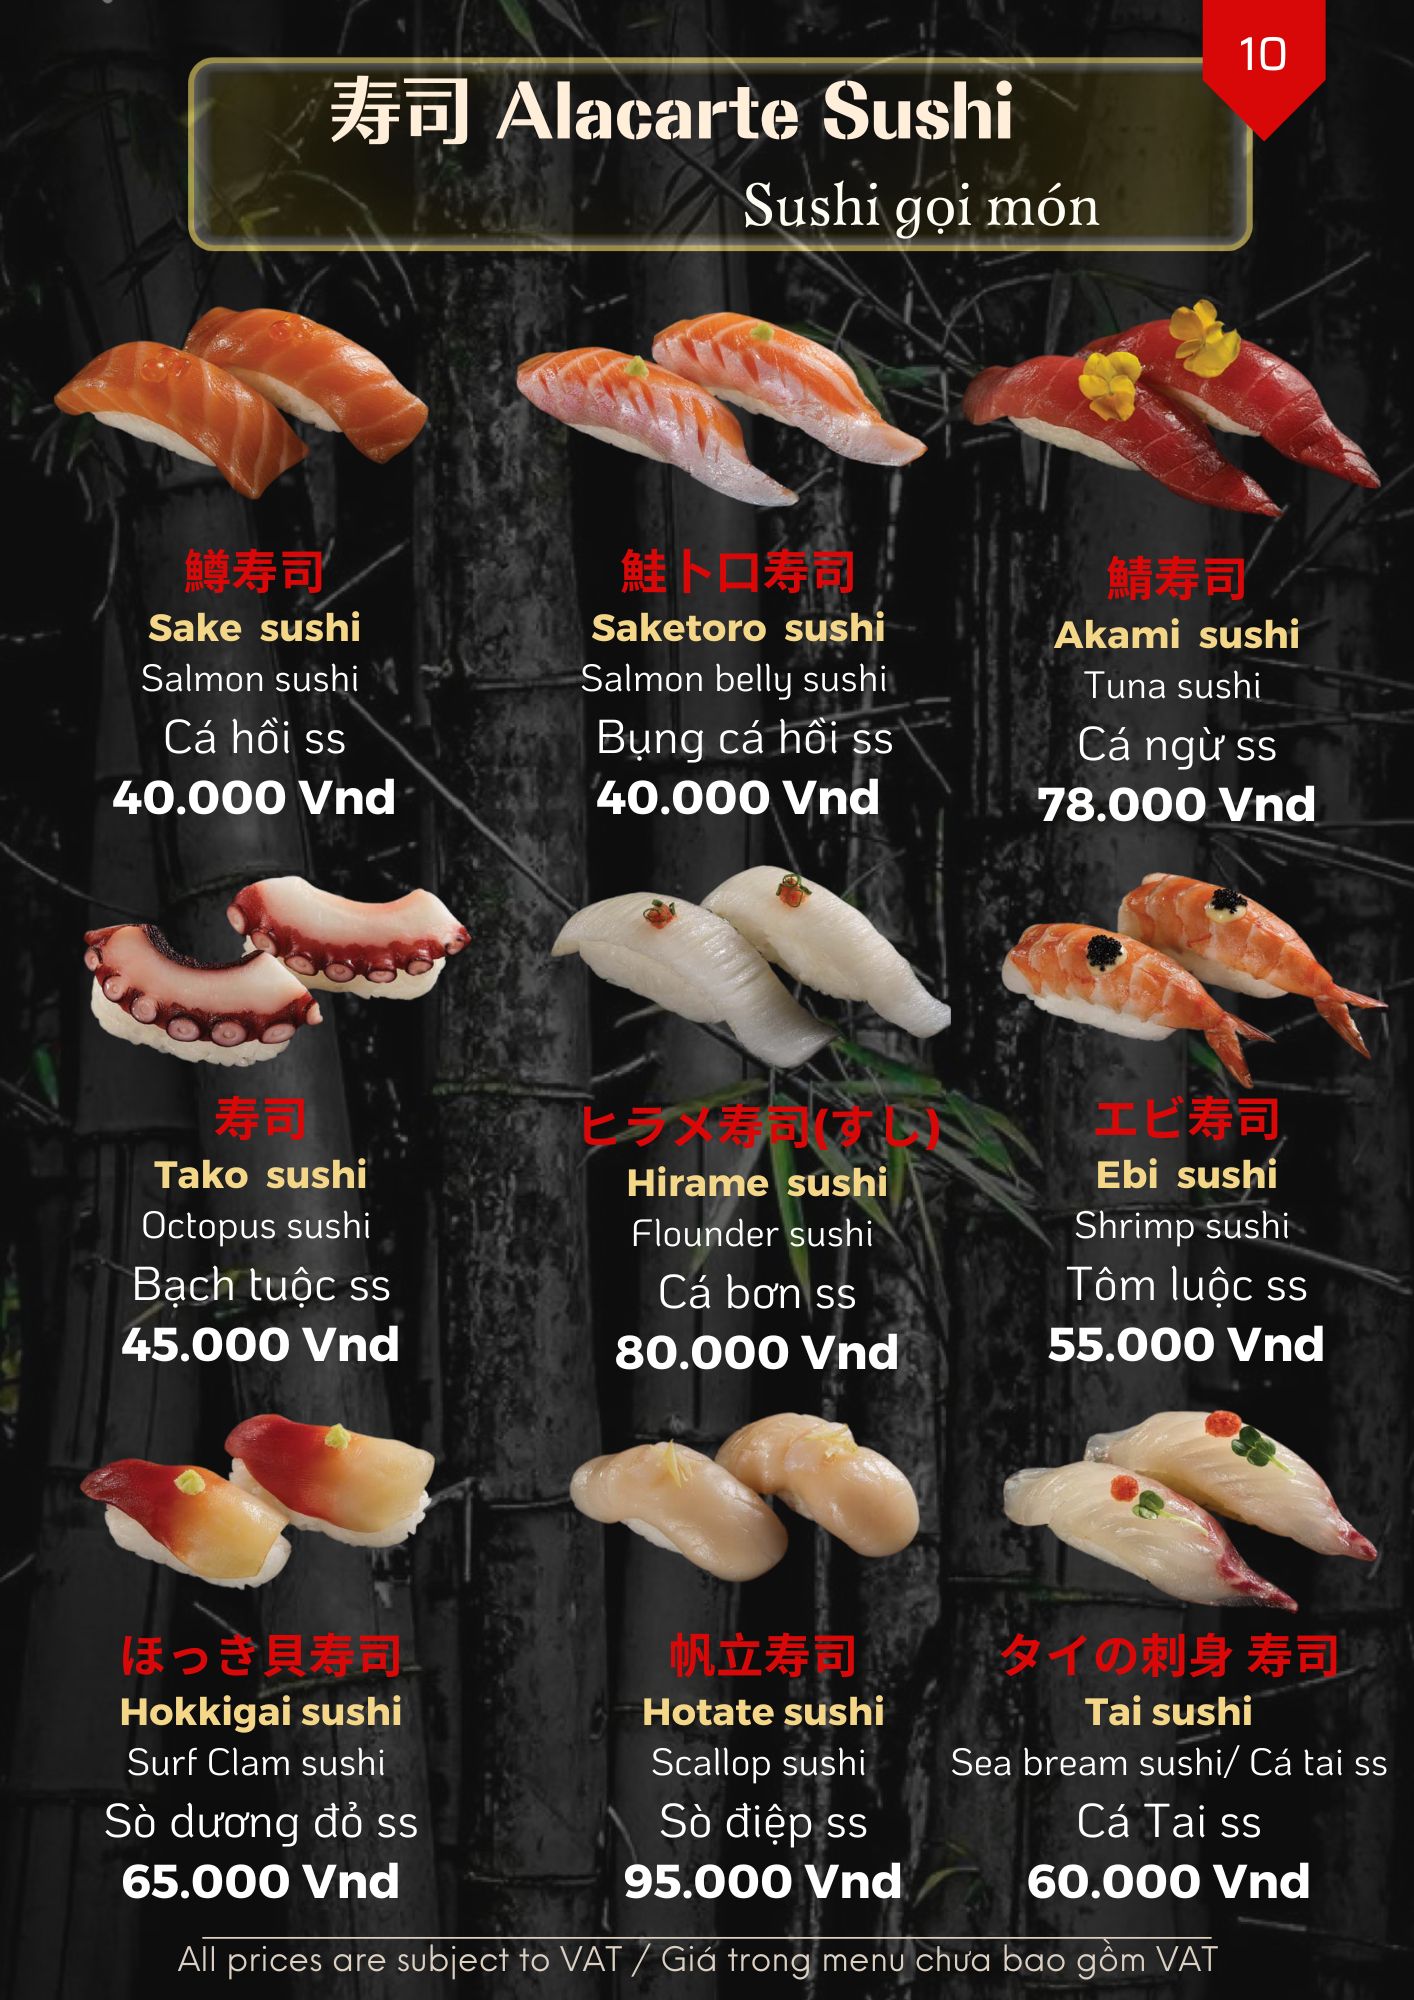 10
寿司 Alacarte Sushi
Sushi gọi món
鱒寿司
Sake sushi
Salmon sushi
Cá hồi ss
40.000 Vnd
鮭トロ寿司
Saketoro sushi
Salmon belly sushi
Bụng cá hồi ss
40.000 Vnd
鯖寿司
Akami sushi
Tuna sushi
Cá ngừ ss
78.000 Vnd
寿司
Tako sushi
Octopus sushi
Bạch tuộc ss
45.000 Vnd
ヒラメ寿司(すし)
Hirame sushi
Flounder sushi
Cá bơn ss
80.000 Vnd
エビ寿司
Ebi sushi
Shrimp sushi
Tôm luộc ss
55.000 Vnd
ほっき貝寿司
Hokkigai sushi
Surf Clam sushi
Sò dương đỏ ss
65.000 Vnd
帆立寿司
Hotate sushi
Scallop sushi
Sò điệp ss
95.000 Vnd
タイの刺身 寿司
Tai sushi
Sea bream sushi/ Cá tai ss
Cá Tai ss
60.000 Vnd
All prices are subject to VAT / Giá trong menu chưa bao gồm VAT